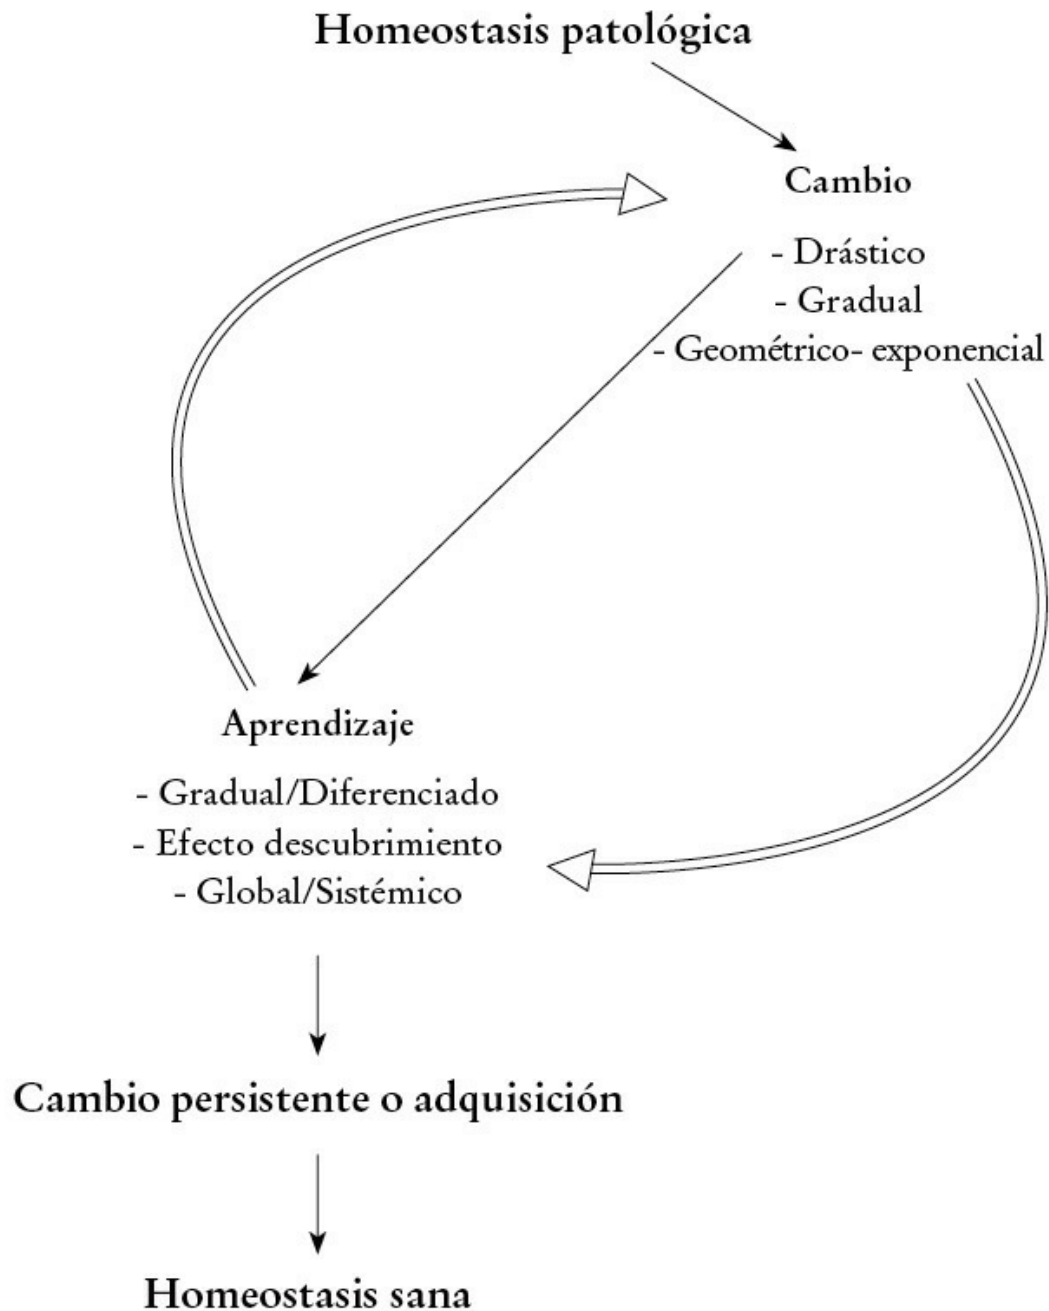 Homeostasis patológica
Cambio
- Drástico
- Gradual
- Geométrico- exponencial
Aprendizaje
- Gradual/Diferenciado
- Efecto descubrimiento
- Global/Sistémico
Cambio persistente o adquisición
Homeostasis sana